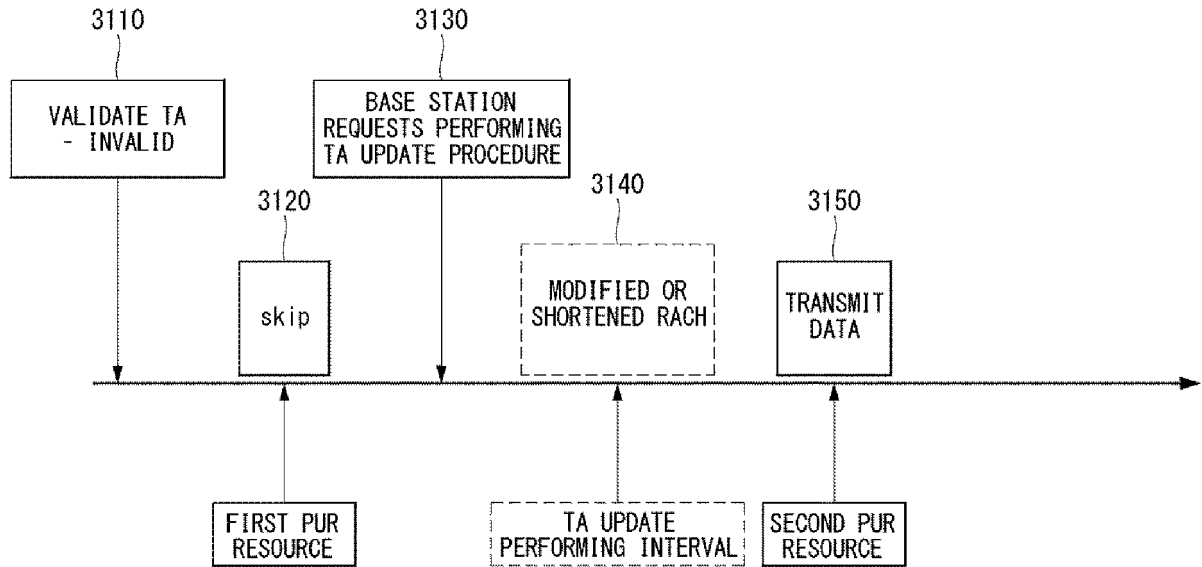 3110
3130
VALIDATE TA
- INVALID
BASE STATION
REQUESTS PERFORMING
TA UPDATE PROCEDURE
3120
3140
3150
skip
MODIFIED OR
SHORTENED RACH
TRANSMIT
DATA
FIRST PUR
RESOURCE
TA UPDATE
PERFORMING INTERVAL
SECOND PUR
RESOURCE